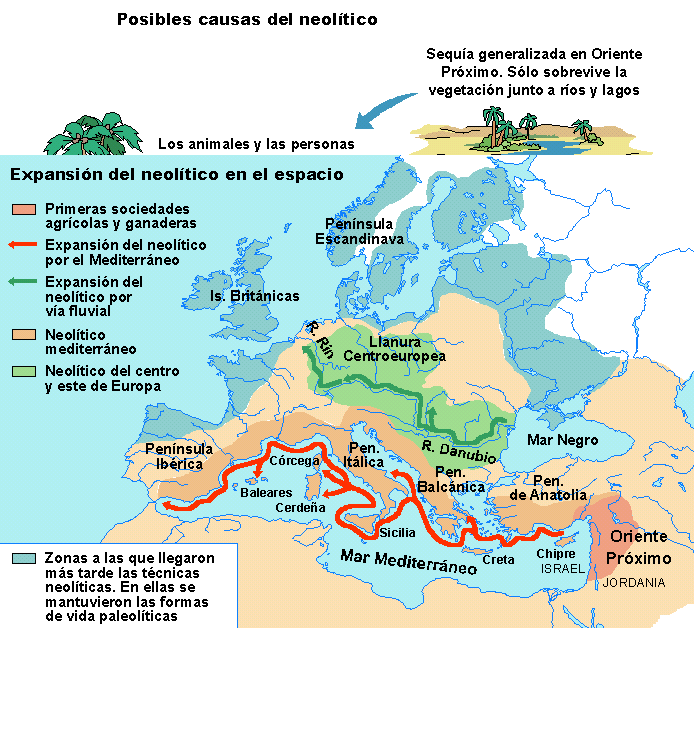 Posibles causas del neolítico
Sequía generalizada en Oriente
Próximo. Sólo sobrevive la
vegetación junto a ríos y lagos
Los animales y las personas
Expansión del neolítico en el espacio
Primeras sociedades
agrícolas y ganaderas
Expansión del neolítico
por el Mediterráneo
Expansión del
neolítico por
vía fluvial
Neolítico
mediterráneo
Neolítico del centro
y este de Europa
Península
Escandinava
Is. Británicas
R. Rin
Llanura
Centroeuropea
Península
Ibérica
Córcega
Pen.
Itálica
R. Danubio
Mar Negro
Baleares
Cerdeña
Pen.
Balcánica
Pen.
de Anatolia
Sicilia
Mar Mediterráneo
Creta
Chipre
Oriente
Próximo
ISRAEL
JORDANIA
Zonas a las que llegaron
más tarde las técnicas
neolíticas. En ellas se
mantuvieron las formas
de vida paleolíticas